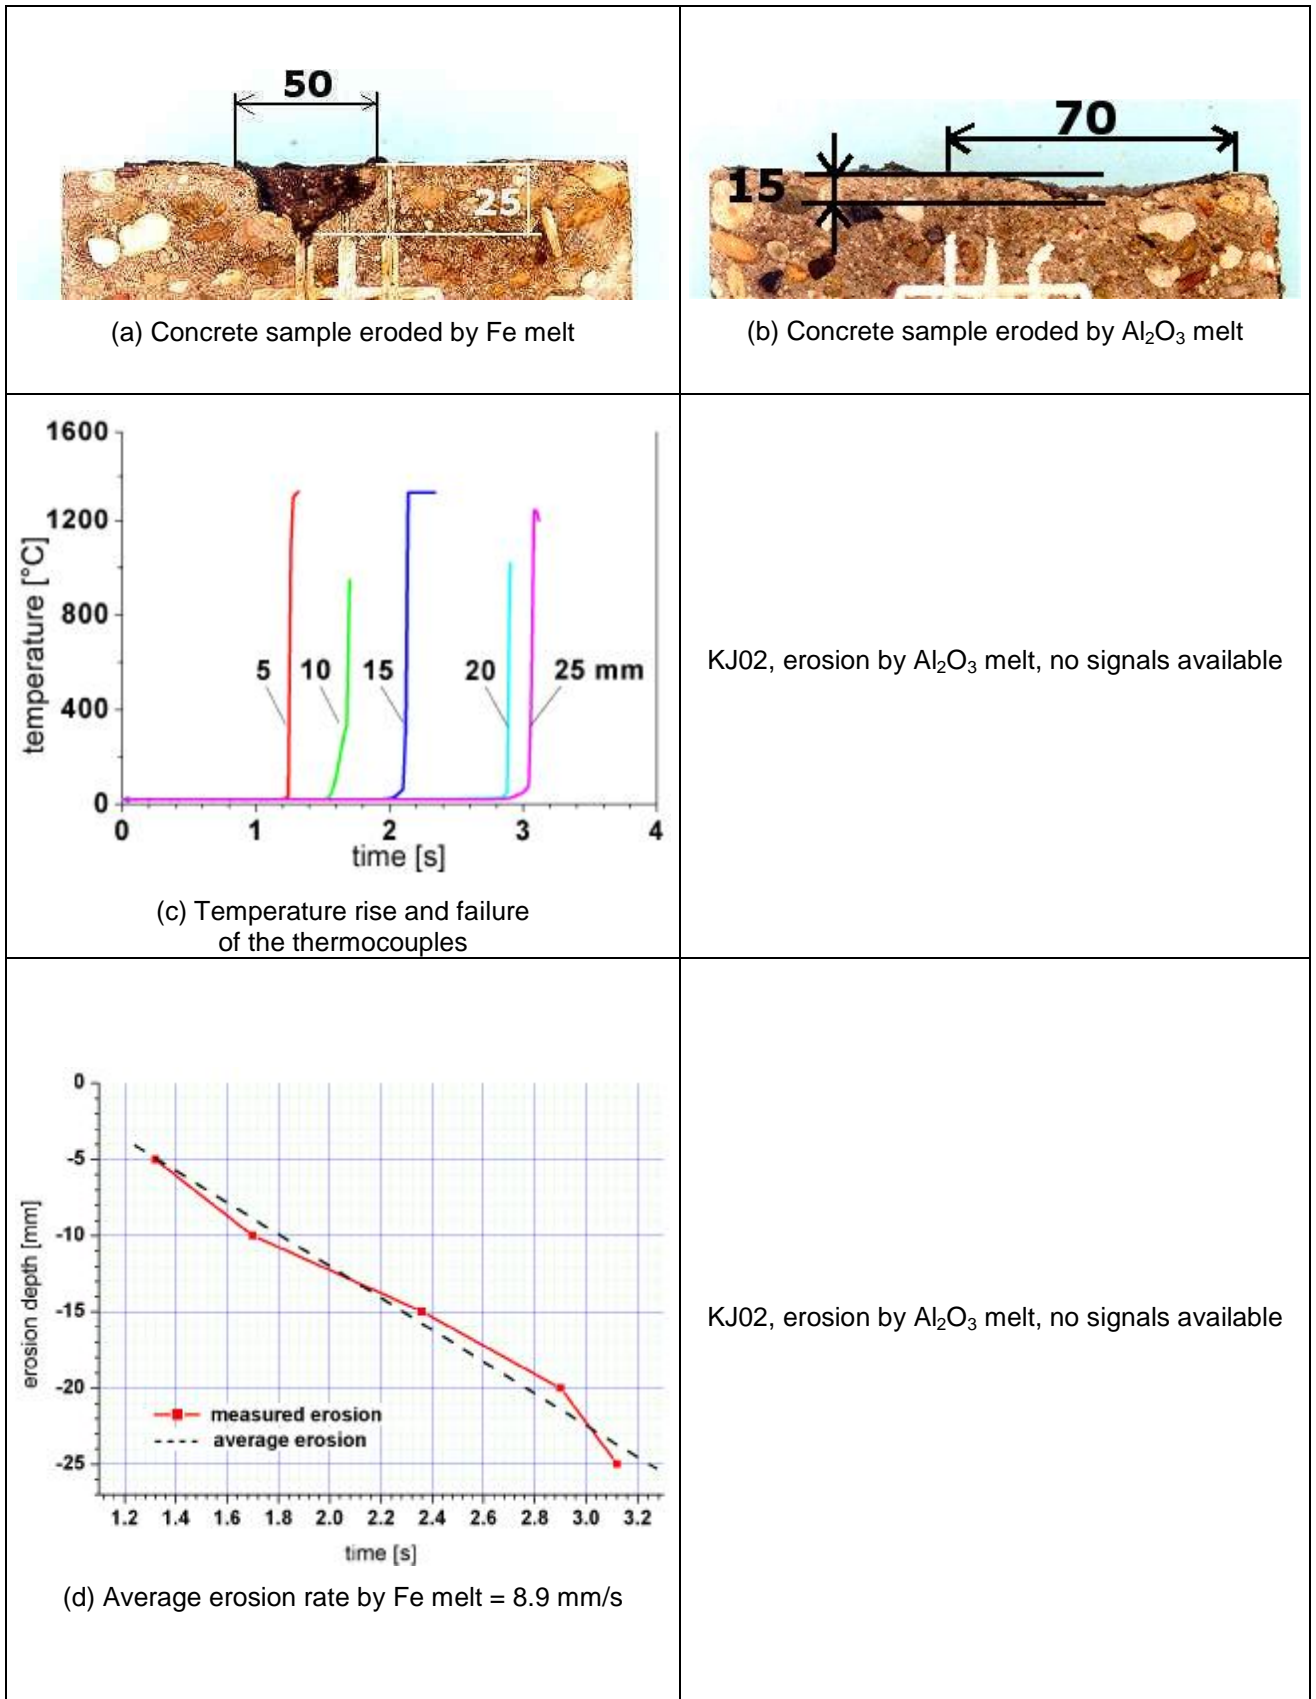 50
25
(a) Concrete sample eroded by Fe melt
70
15
(b) Concrete sample eroded by Al2O3 melt
1600
1200
800
400
0
temperature [°C]
5
10
15
20
25 mm
0
1
2
3
4
time [s]
(c) Temperature rise and failure
of the thermocouples
KJ02, erosion by Al2O3 melt, no signals available
0
-5
-10
-15
-20
-25
erosion depth [mm]
measured erosion
average erosion
1.2
1.4
1.6
1.8
2.0
2.2
2.4
2.6
2.8
3.0
3.2
time [s]
(d) Average erosion rate by Fe melt = 8.9 mm/s
KJ02, erosion by Al2O3 melt, no signals available